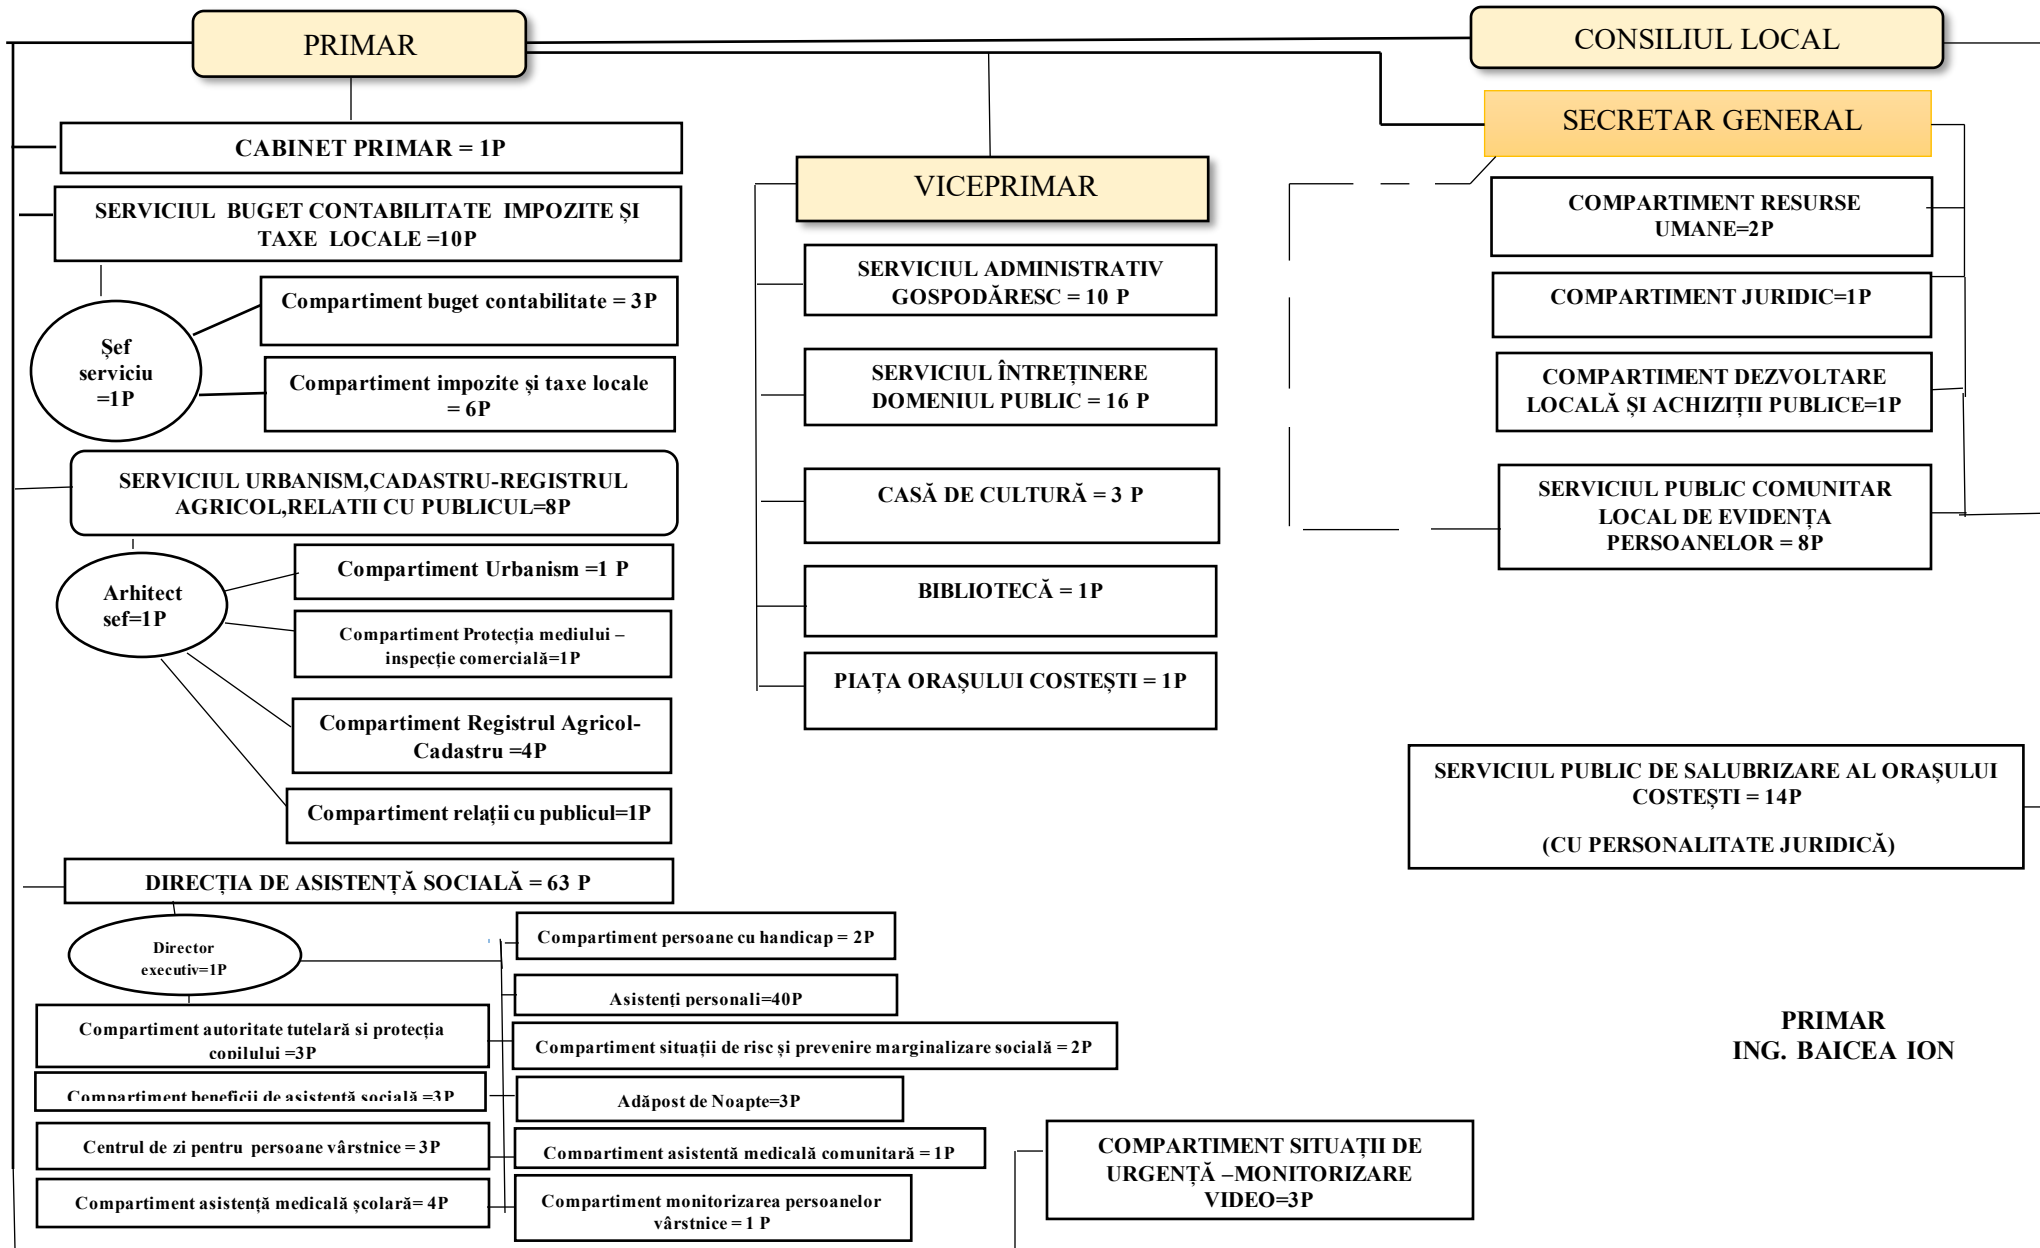 PRIMAR
CONSILIUL LOCAL
SECRETAR GENERAL
CABINET PRIMAR = 1P
SERVICIUL BUGET CONTABILITATE IMPOZITE ȘI
TAXE LOCALE =10P
Șef
serviciu
=1P
Compartiment buget contabilitate = 3P
Compartiment impozite și taxe locale
= 6P
SERVICIUL URBANISM,CADASTRU-REGISTRUL
AGRICOL,RELATII CU PUBLICUL=8P
Arhitect
sef=1P
Compartiment Urbanism =1 P
Compartiment Protecția mediului –
inspecție comercială=1P
Compartiment Registrul Agricol-
Cadastru =4P
Compartiment relații cu publicul=1P
DIRECȚIA DE ASISTENȚĂ SOCIALĂ = 63 P
Director
executiv=1P
Compartiment autoritate tutelară si protecția
copilului =3P
Compartiment beneficii de asistență socială =3P
Centrul de zi pentru persoane vârstnice = 3P
Compartiment asistență medicală școlară= 4P
Compartiment persoane cu handicap = 2P
Asistenți personali=40P
Compartiment situații de risc și prevenire marginalizare socială = 2P
Adăpost de Noapte=3P
Compartiment asistență medicală comunitară = 1P
Compartiment monitorizarea persoanelor
vârstnice = 1 P
VICEPRIMAR
SERVICIUL ADMINISTRATIV
GOSPODĂRESC = 10 P
SERVICIUL ÎNTREȚINERE
DOMENIUL PUBLIC = 16 P
CASĂ DE CULTURĂ = 3 P
BIBLIOTECĂ = 1P
PIAȚA ORAȘULUI COSTEȘTI = 1P
COMPARTIMENT RESURSE
UMANE=2P
COMPARTIMENT JURIDIC=1P
COMPARTIMENT DEZVOLTARE
LOCALĂ ȘI ACHIZIȚII PUBLICE=1P
SERVICIUL PUBLIC COMUNITAR
LOCAL DE EVIDENȚA
PERSOANELOR = 8P
SERVICIUL PUBLIC DE SALUBRIZARE AL ORAȘULUI
COSTEȘTI = 14P
(CU PERSONALITATE JURIDICĂ)
PRIMAR
ING. BAICEA ION
COMPARTIMENT SITUAȚII DE
URGENȚĂ –MONITORIZARE
VIDEO=3P